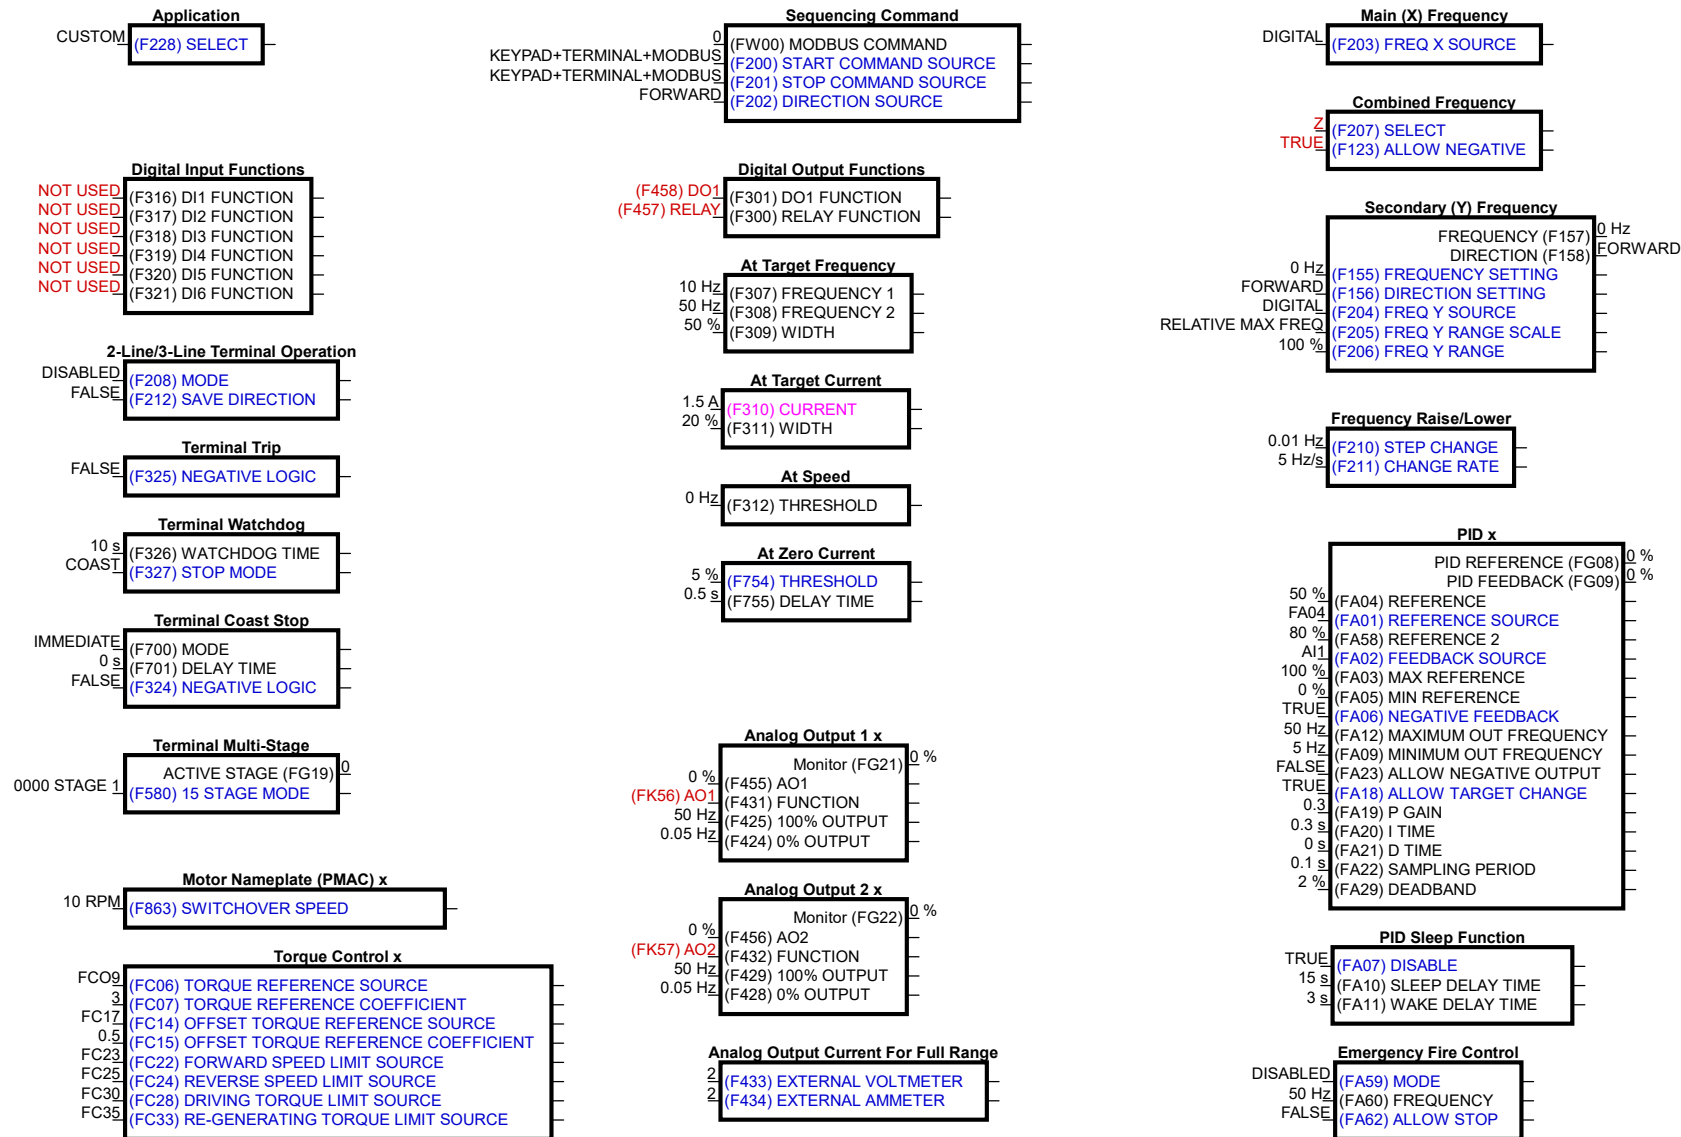 Application
CUSTOM
(F228) SELECT
Digital Input Functions
NOT USED
(F316) DI1 FUNCTION
NOT USED
(F317) DI2 FUNCTION
NOT USED
(F318) DI3 FUNCTION
NOT USED
(F319) DI4 FUNCTION
NOT USED
(F320) DI5 FUNCTION
NOT USED
(F321) DI6 FUNCTION
2-Line/3-Line Terminal Operation
DISABLED
(F208) MODE
FALSE
(F212) SAVE DIRECTION
Terminal Trip
FALSE
(F325) NEGATIVE LOGIC
Terminal Watchdog
10 s
(F326) WATCHDOG TIME
COAST
(F327) STOP MODE
Terminal Coast Stop
IMMEDIATE
(F700) MODE
0 s
(F701) DELAY TIME
FALSE
(F324) NEGATIVE LOGIC
Terminal Multi-Stage
ACTIVE STAGE (FG19)
0
0000 STAGE 1
(F580) 15 STAGE MODE
Motor Nameplate (PMAC) x
10 RPM
(F863) SWITCHOVER SPEED
Torque Control x
FCO9
(FC06) TORQUE REFERENCE SOURCE
3
(FC07) TORQUE REFERENCE COEFFICIENT
FC17
(FC14) OFFSET TORQUE REFERENCE SOURCE
0.5
(FC15) OFFSET TORQUE REFERENCE COEFFICIENT
FC23
(FC22) FORWARD SPEED LIMIT SOURCE
FC25
(FC24) REVERSE SPEED LIMIT SOURCE
FC30
(FC28) DRIVING TORQUE LIMIT SOURCE
FC35
(FC33) RE-GENERATING TORQUE LIMIT SOURCE
Sequencing Command
0
(FW00) MODBUS COMMAND
KEYPAD+TERMINAL+MODBUS
(F200) START COMMAND SOURCE
KEYPAD+TERMINAL+MODBUS
(F201) STOP COMMAND SOURCE
FORWARD
(F202) DIRECTION SOURCE
Digital Output Functions
(F458) DO1
(F301) DO1 FUNCTION
(F457) RELAY
(F300) RELAY FUNCTION
At Target Frequency
10 Hz
(F307) FREQUENCY 1
50 Hz
(F308) FREQUENCY 2
50 %
(F309) WIDTH
At Target Current
1.5 A
(F310) CURRENT
20 %
(F311) WIDTH
At Speed
0 Hz
(F312) THRESHOLD
At Zero Current
5 %
(F754) THRESHOLD
0.5 s
(F755) DELAY TIME
Analog Output 1 x
Monitor (FG21)
0 %
0 %
(F455) AO1
(FK56) AO1
(F431) FUNCTION
50 Hz
(F425) 100% OUTPUT
0.05 Hz
(F424) 0% OUTPUT
Analog Output 2 x
Monitor (FG22)
0 %
0 %
(F456) AO2
(FK57) AO2
(F432) FUNCTION
50 Hz
(F429) 100% OUTPUT
0.05 Hz
(F428) 0% OUTPUT
Analog Output Current For Full Range
2
(F433) EXTERNAL VOLTMETER
2
(F434) EXTERNAL AMMETER
Main (X) Frequency
DIGITAL
(F203) FREQ X SOURCE
Combined Frequency
Z
(F207) SELECT
TRUE
(F123) ALLOW NEGATIVE
Secondary (Y) Frequency
FREQUENCY (F157)
0 Hz
DIRECTION (F158)
FORWARD
0 Hz
(F155) FREQUENCY SETTING
FORWARD
(F156) DIRECTION SETTING
DIGITAL
(F204) FREQ Y SOURCE
RELATIVE MAX FREQ
(F205) FREQ Y RANGE SCALE
100 %
(F206) FREQ Y RANGE
Frequency Raise/Lower
0.01 Hz
(F210) STEP CHANGE
5 Hz/s
(F211) CHANGE RATE
PID x
PID REFERENCE (FG08)
0 %
PID FEEDBACK (FG09)
0 %
50 %
(FA04) REFERENCE
FA04
(FA01) REFERENCE SOURCE
80 %
(FA58) REFERENCE 2
AI1
(FA02) FEEDBACK SOURCE
100 %
(FA03) MAX REFERENCE
0 %
(FA05) MIN REFERENCE
TRUE
(FA06) NEGATIVE FEEDBACK
50 Hz
(FA12) MAXIMUM OUT FREQUENCY
5 Hz
(FA09) MINIMUM OUT FREQUENCY
FALSE
(FA23) ALLOW NEGATIVE OUTPUT
TRUE
(FA18) ALLOW TARGET CHANGE
0.3
(FA19) P GAIN
0.3 s
(FA20) I TIME
0 s
(FA21) D TIME
0.1 s
(FA22) SAMPLING PERIOD
2 %
(FA29) DEADBAND
PID Sleep Function
TRUE
(FA07) DISABLE
15 s
(FA10) SLEEP DELAY TIME
3 s
(FA11) WAKE DELAY TIME
Emergency Fire Control
DISABLED
(FA59) MODE
50 Hz
(FA60) FREQUENCY
FALSE
(FA62) ALLOW STOP